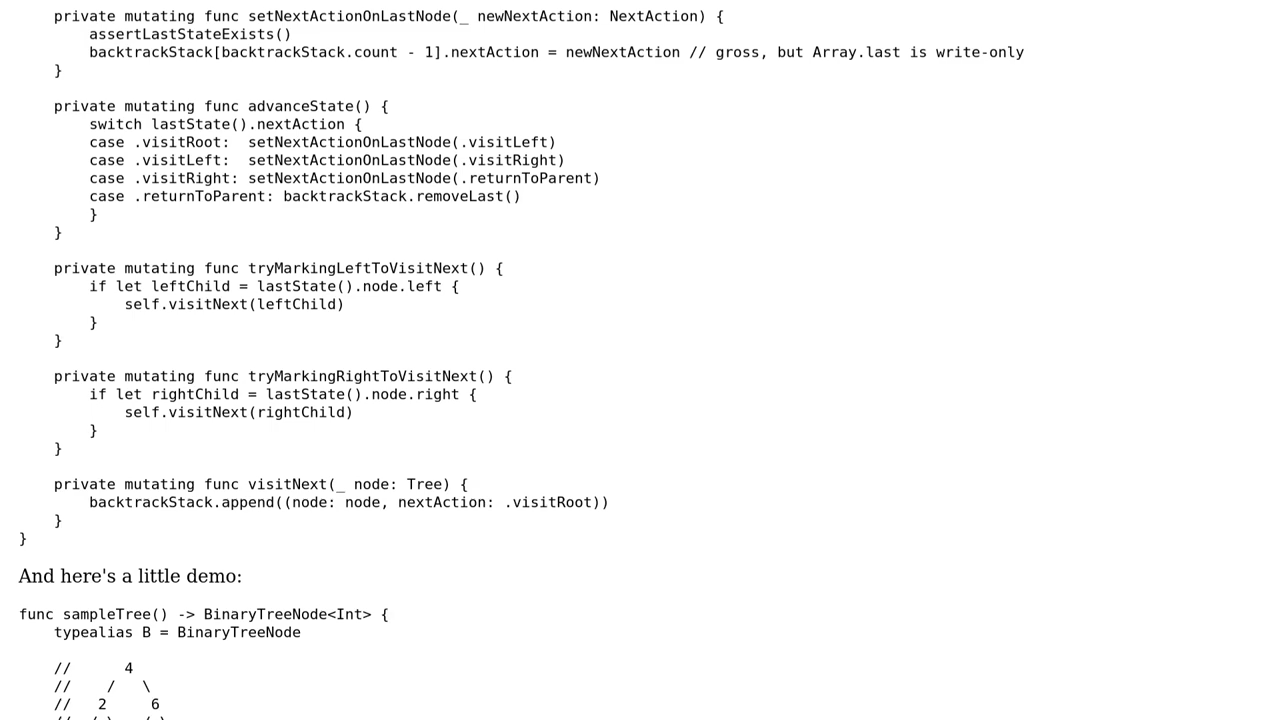 private mutating func setNextActionOnLastNode(_ newNextAction: NextAction) {
        assertLastStateExists()
        backtrackStack[backtrackStack.count - 1].nextAction = newNextAction // gross, but Array.last is write-only
    }

    private mutating func advanceState() {
        switch lastState().nextAction {
        case .visitRoot:  setNextActionOnLastNode(.visitLeft)
        case .visitLeft:  setNextActionOnLastNode(.visitRight)
        case .visitRight: setNextActionOnLastNode(.returnToParent)
        case .returnToParent: backtrackStack.removeLast()
        }
    }

    private mutating func tryMarkingLeftToVisitNext() {
        if let leftChild = lastState().node.left {
            self.visitNext(leftChild)
        }
    }

    private mutating func tryMarkingRightToVisitNext() {
        if let rightChild = lastState().node.right {
            self.visitNext(rightChild)
        }
    }

    private mutating func visitNext(_ node: Tree) {
        backtrackStack.append((node: node, nextAction: .visitRoot))
    }
}
And here's a little demo:
func sampleTree() -> BinaryTreeNode<Int> {
    typealias B = BinaryTreeNode

    //      4
    //    /   \
    //   2     6